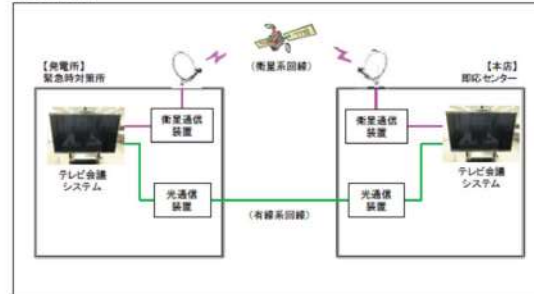 【発電所】
緊急時対策所
(衛星系回線)
【本店】
即応センター
衛星通信
装置
衛星通信
装置
テレビ会議
システム
テレビ会議
システム
光通信
装置
光通信
装置
(有線系回線)